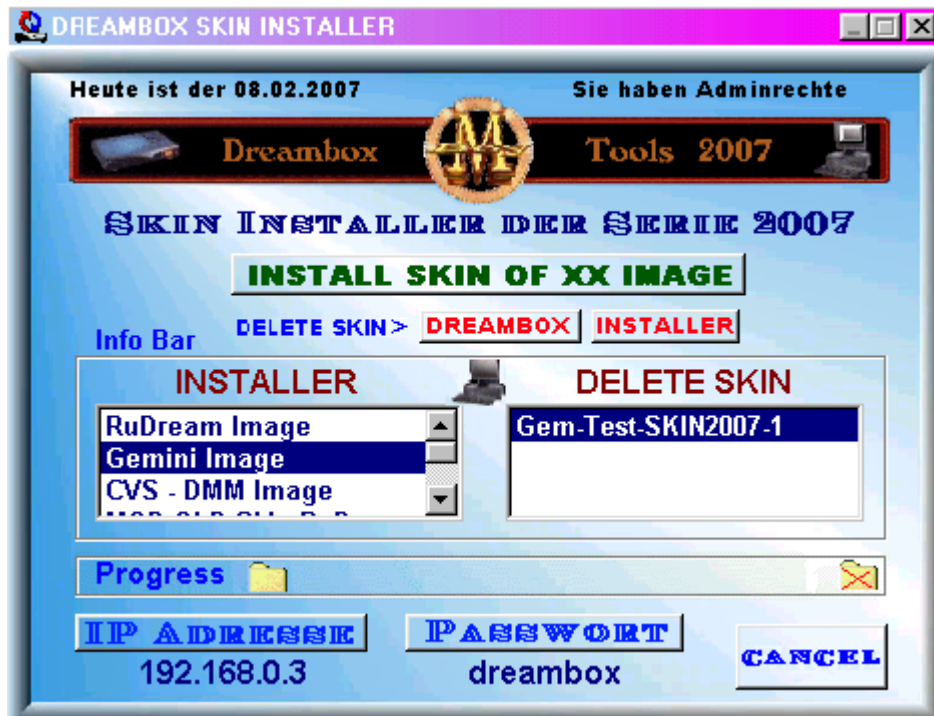 DREAMBOX SKIN INSTALLER
Heute ist der 08.02.2007
Sie haben Adminrechte
Dreambox
Tools 2007
SKIN INSTALLER DER SERIE 2007
INSTALL SKIN OF XX IMAGE
Info Bar
DELETE SKIN>
DREAMBOX
INSTALLER
INSTALLER
DELETE SKIN
RuDream Image
Gemini Image
CVS - DMM Image
Gem-Test-SKIN2007-1
Progress
IP ADRESSE
PASSWORT
192.168.0.3
dreambox
CANCEL